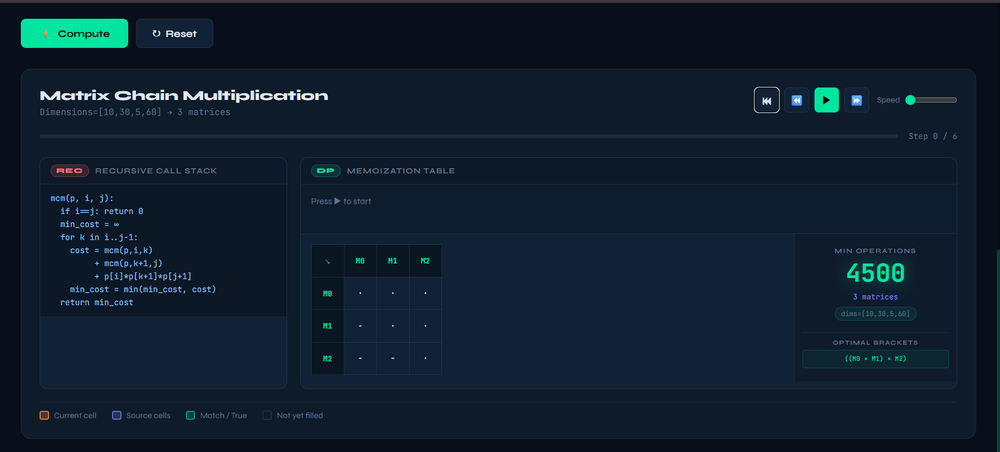 ⚡ Compute
↻ Reset
Matrix Chain Multiplication
Dimensions=[10,30,5,60] → 3 matrices
⏮ ⏪ ▶ ⏩ Speed
Step 0 / 6
REC RECURSIVE CALL STACK
mcm(p, i, j):
  if i==j: return 0
  min_cost = ∞
  for k in i..j-1:
    cost = mcm(p,i,k)
         + mcm(p,k+1,j)
         + p[i]*p[k+1]*p[j+1]
    min_cost = min(min_cost, cost)
  return min_cost
DP MEMOIZATION TABLE
Press ▶ to start
↘ M0 M1 M2
M0 · · ·
M1 - · ·
M2 - - ·
MIN OPERATIONS
4500
3 matrices
dims=[10,30,5,60]
OPTIMAL BRACKETS
((M0 × M1) × M2)
Current cell
Source cells
Match / True
Not yet filled